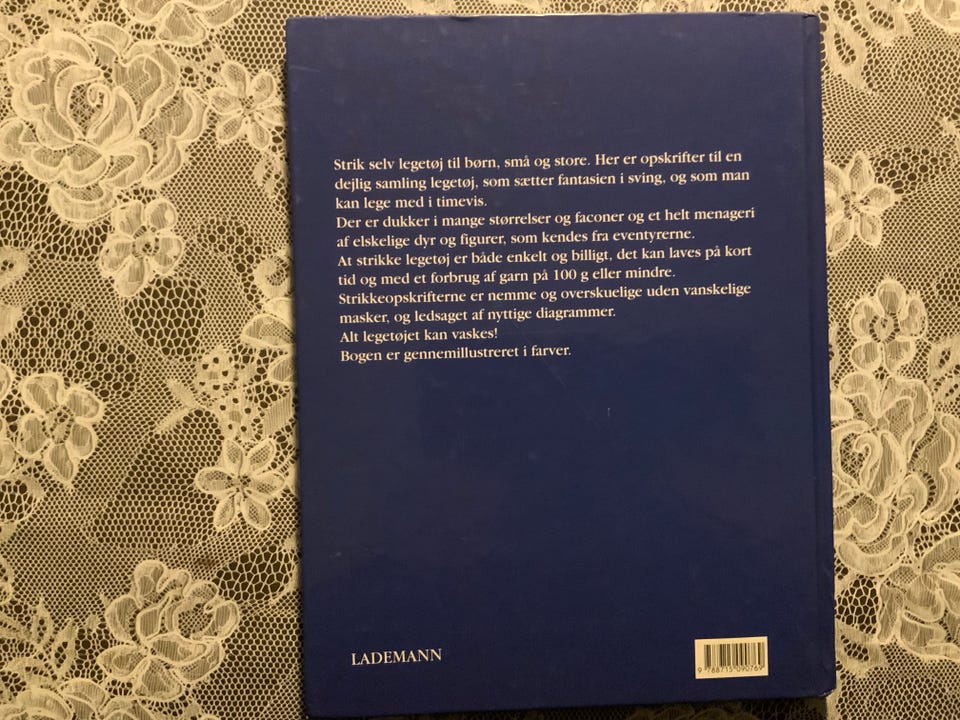 Strik selv legetøj til børn, små og store. Her er opskrifter til en
dejlig samling legetøj, som sætter fantasien i sving, og som man
kan lege med i timevis.
Der er dukker i mange størrelser og faconer og et helt menageri
af elskelige dyr og figurer, som kendes fra eventyrerne.
At strikke legetøj er både enkelt og billigt, det kan laves på kort
tid og med et forbrug af garn på 100 g eller mindre.
Strikkeopskrifterne er nemme og overskuelige uden vanskelige
masker, og ledsaget af nyttige diagrammer.
Alt legetøjet kan vaskes!
Bogen er gennemillustreret i farver.
LADEMANN
9 788715 090769